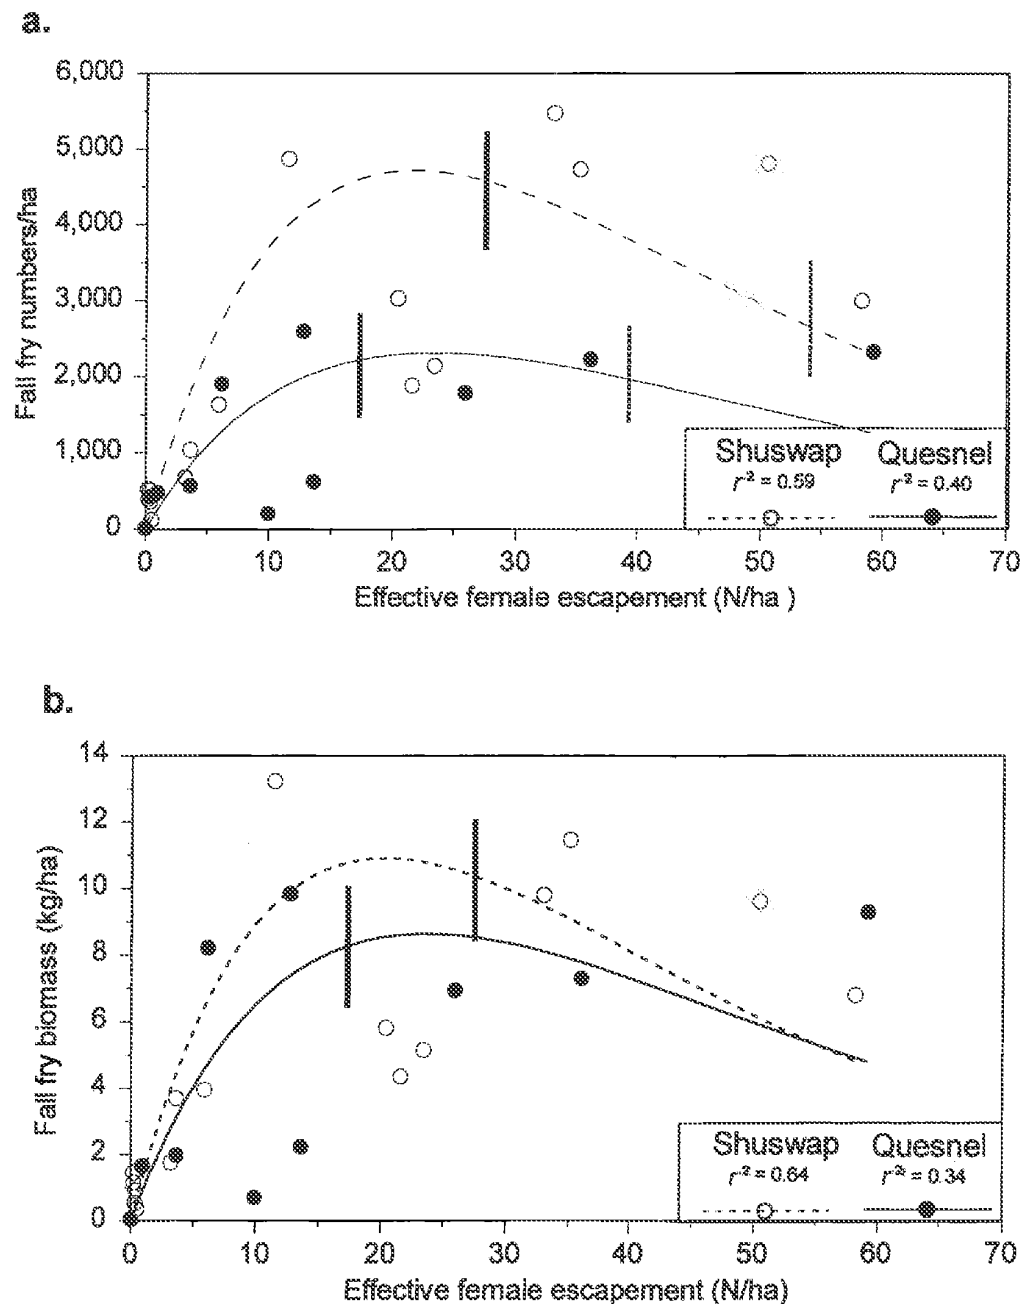 a.
6,000
5,000
4,000
3,000
2,000
1,000
0
Fall fry numbers/ha
Shuswap Quesnel
r² = 0.59 r² = 0.40
0 10 20 30 40 50 60 70
Effective female escapement (N/ha )
b.
14
12
10
8
6
4
2
0
Fall fry biomass (kg/ha)
Shuswap Quesnel
r² = 0.64 r² = 0.34
0 10 20 30 40 50 60 70
Effective female escapement (N/ha)